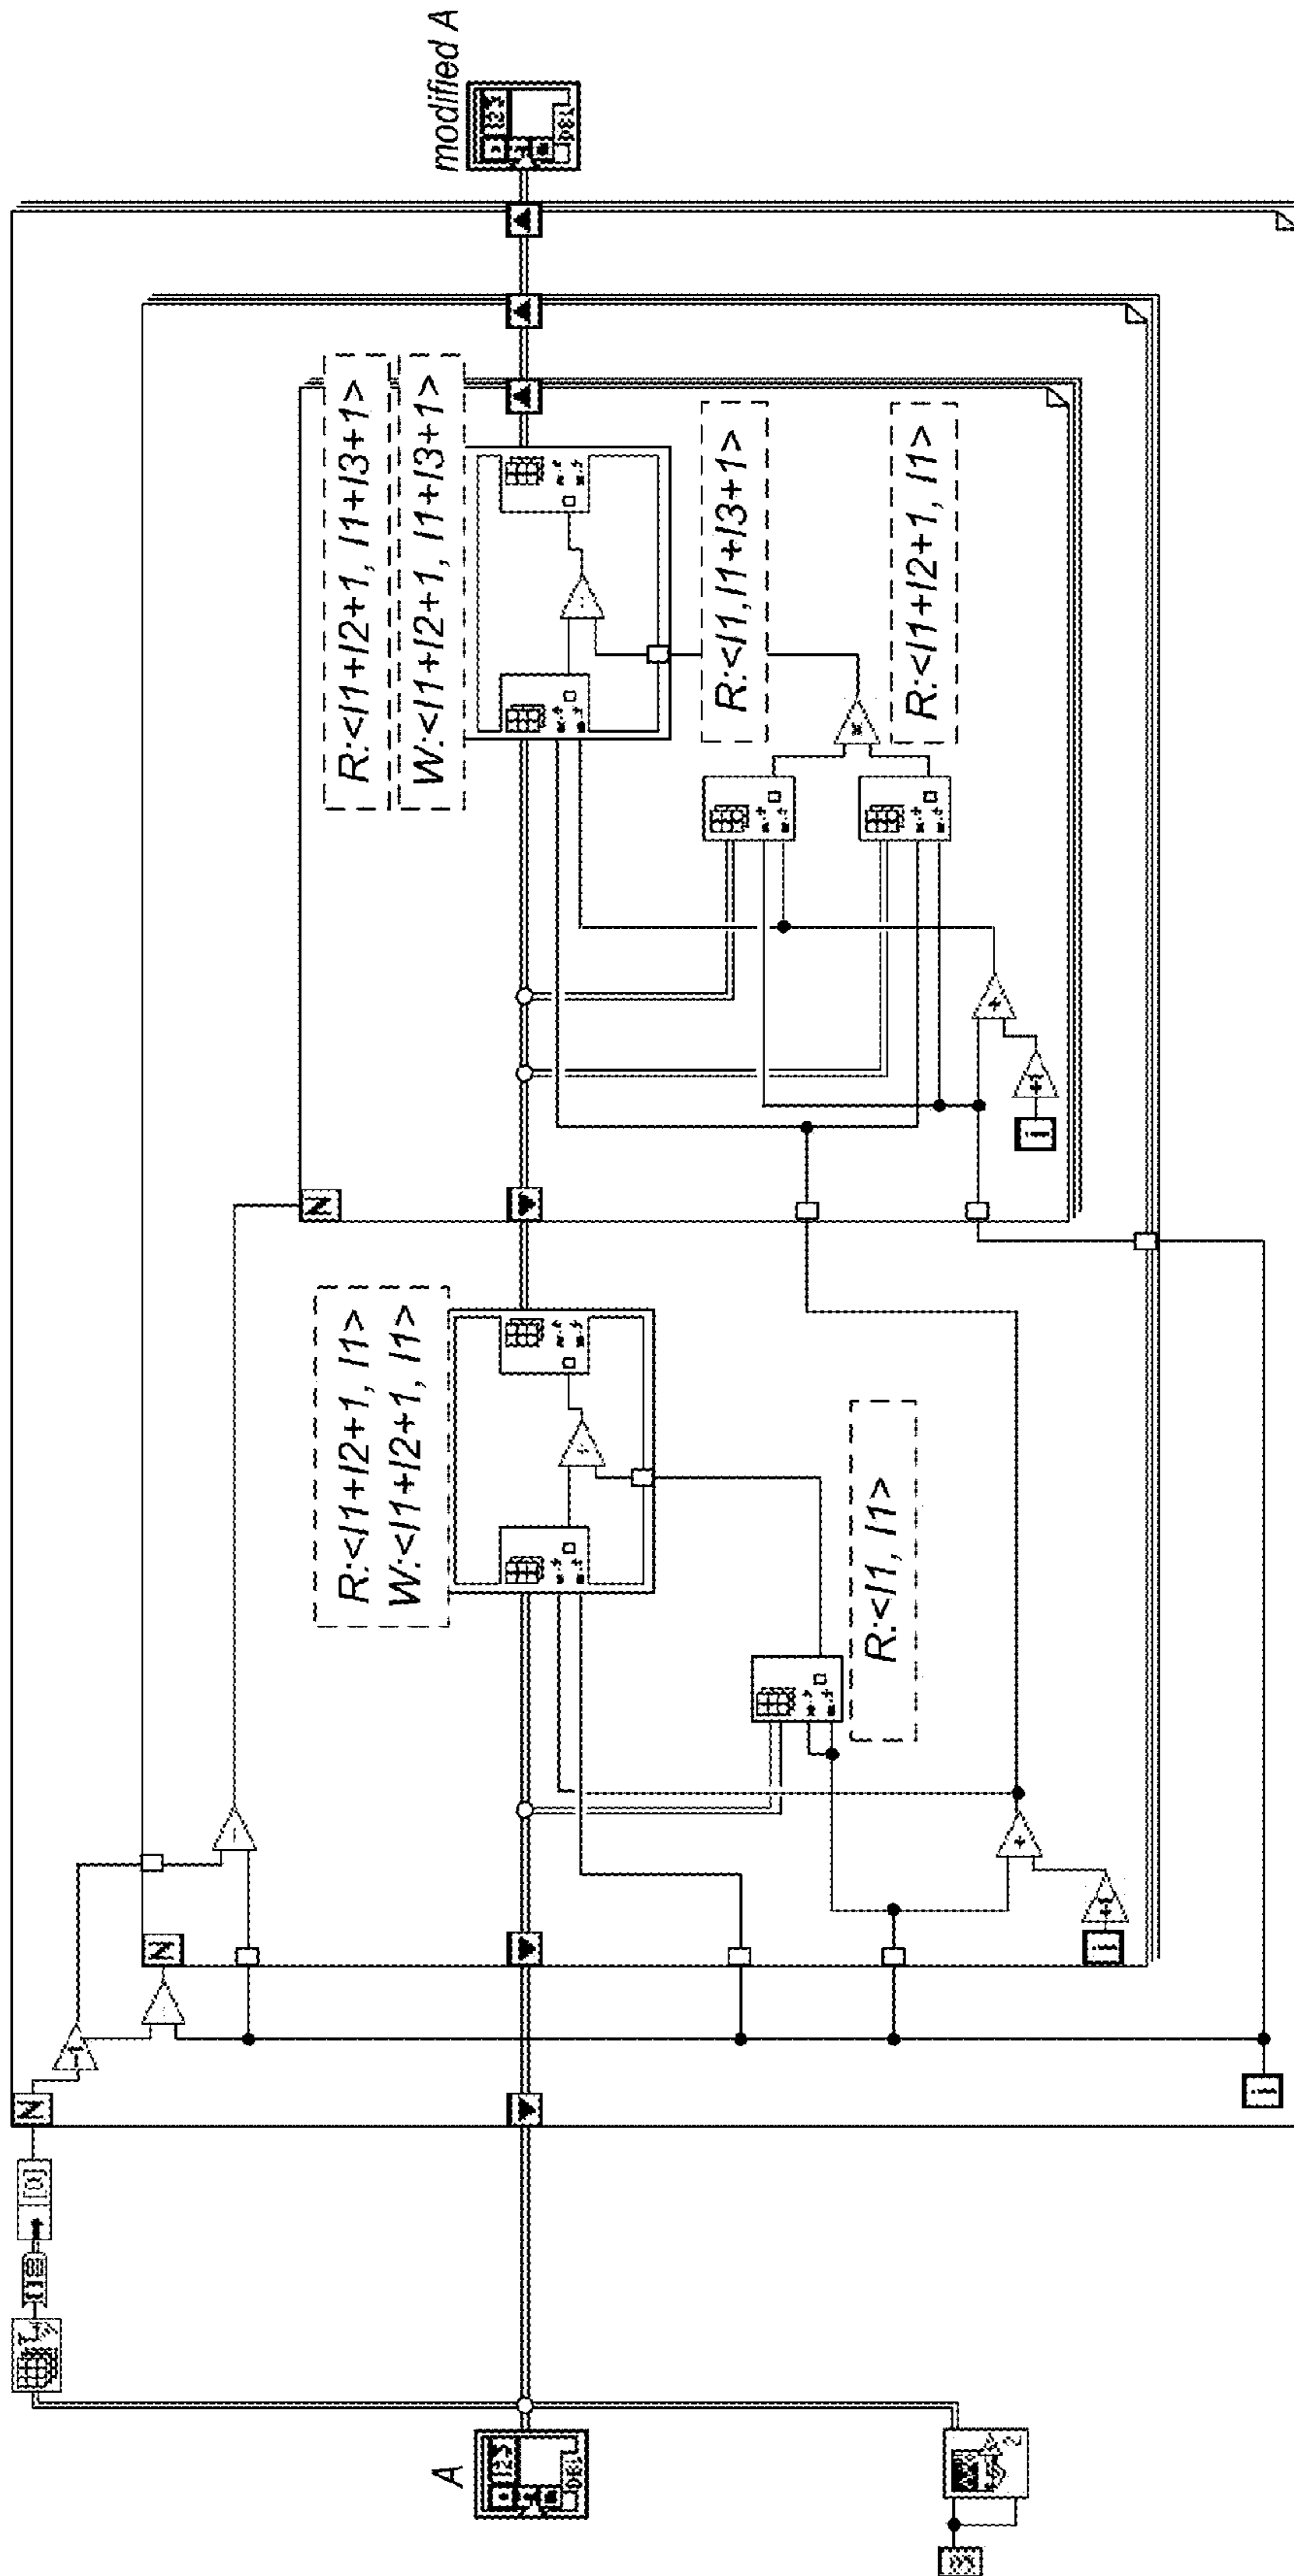 A
modified A
N
N
N
i
i
i
R:<I1+I2+1, I1>
W:<I1+I2+1, I1>
R:<I1, I1>
R:<I1+I2+1, I1+I3+1>
W:<I1+I2+1, I1+I3+1>
R:<I1,I1+I3+1>
R:<I1+I2+1, I1>